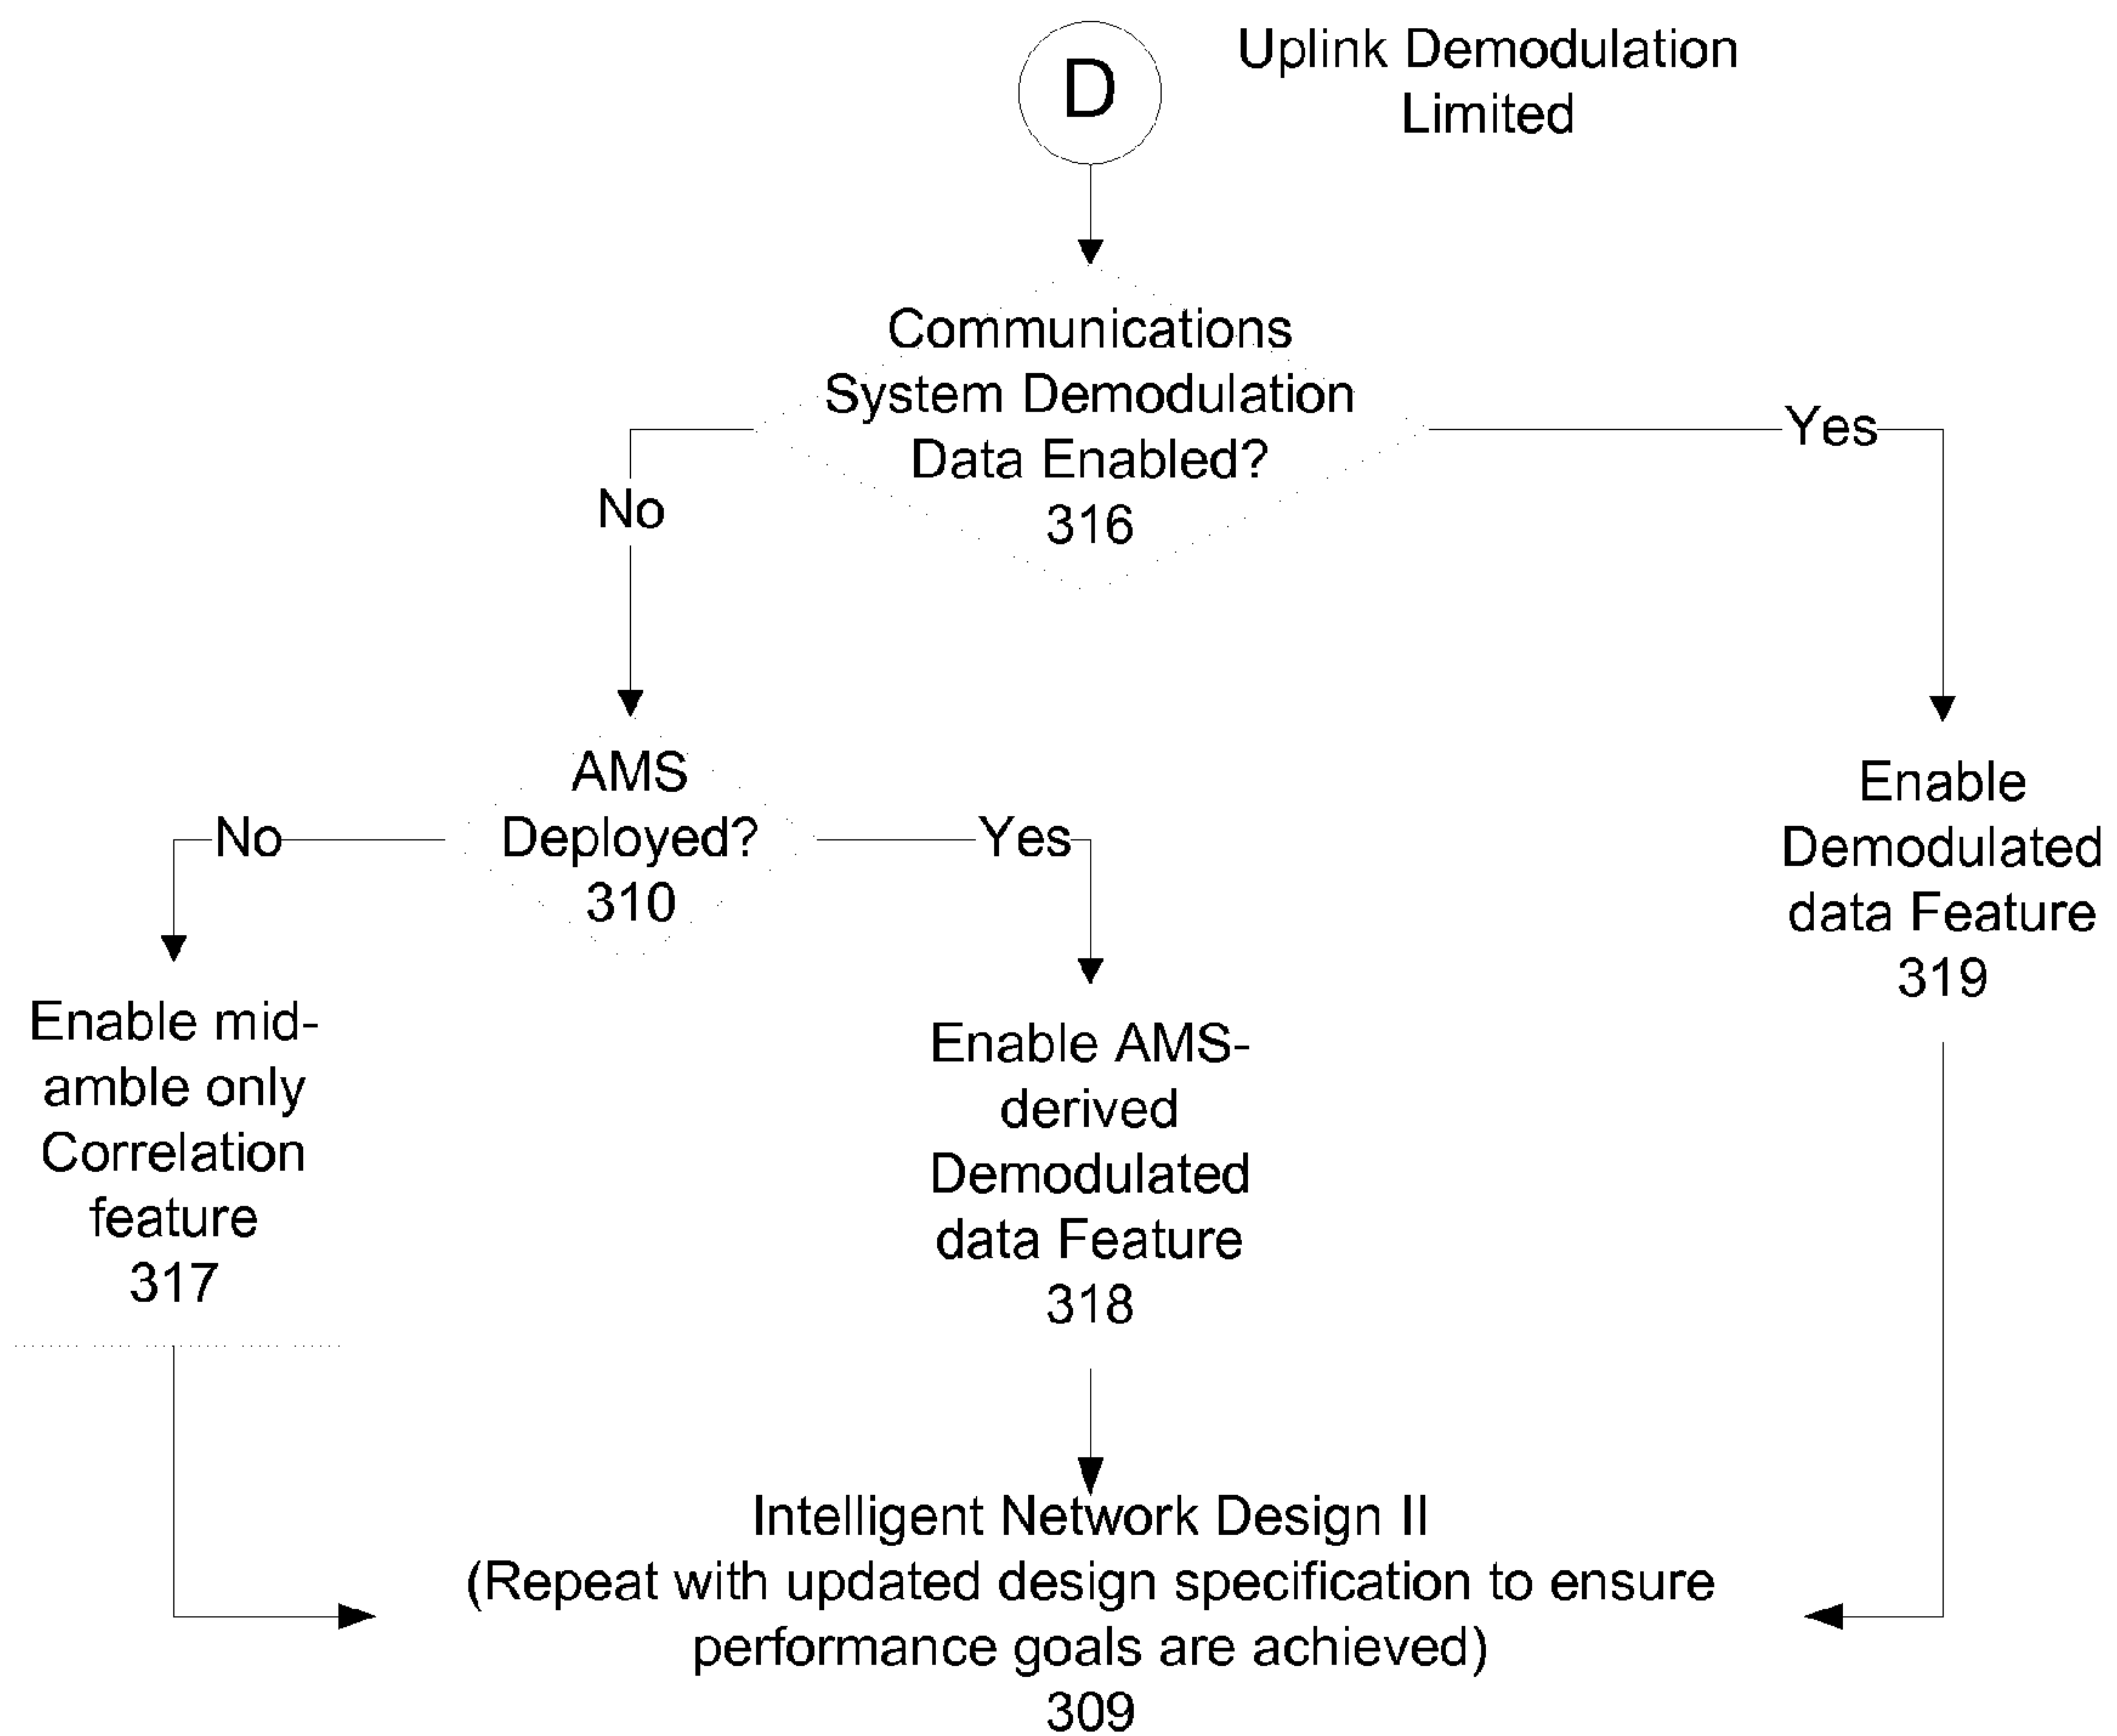 D
Uplink Demodulation
Limited
Communications
System Demodulation
Data Enabled?
316
Yes
No
AMS
Deployed?
310
No
Yes
Enable
Demodulated
data Feature
319
Enable mid-
amble only
Correlation
feature
317
Enable AMS-
derived
Demodulated
data Feature
318
Intelligent Network Design II
(Repeat with updated design specification to ensure
performance goals are achieved)
309